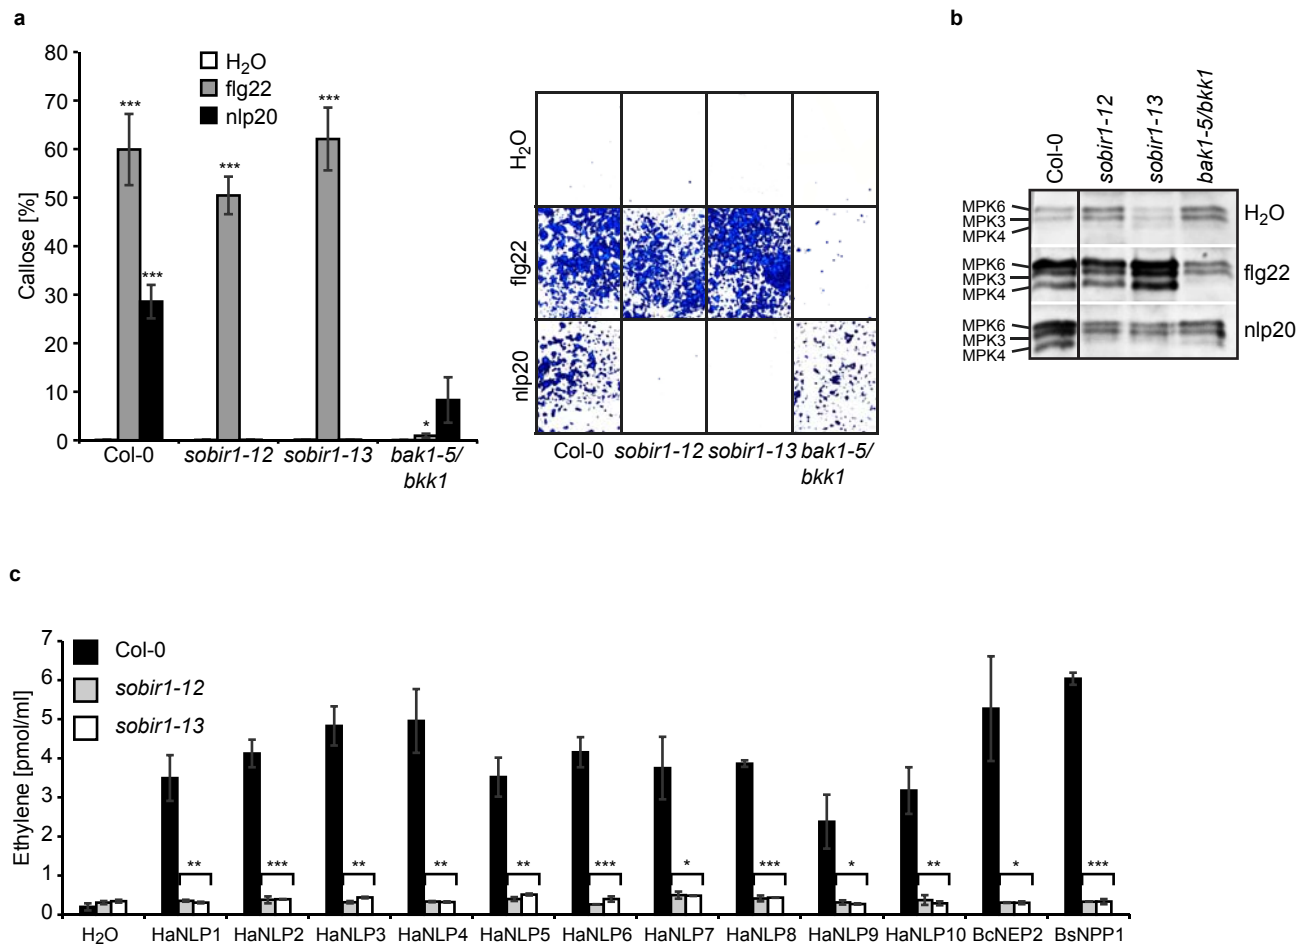 a
80
70
60
50
40
30
20
10
0
Callose [%]
H2O
flg22
nlp20
***
***
***
***
*
Col-0 sobir1-12 sobir1-13 bak1-5/
bkk1
H2O
flg22
nlp20
Col-0 sobir1-12 sobir1-13 bak1-5/
bkk1
b
Col-0
sobir1-12
sobir1-13
bak1-5/bkk1
MPK6
MPK3
MPK4
H2O
MPK6
MPK3
MPK4
flg22
MPK6
MPK3
MPK4
nlp20
c
7
6
5
4
3
2
1
0
Ethylene [pmol/ml]
Col-0
sobir1-12
sobir1-13
** *** ** ** ** *** * *** * ** * ***
H2O HaNLP1 HaNLP2 HaNLP3 HaNLP4 HaNLP5 HaNLP6 HaNLP7 HaNLP8 HaNLP9 HaNLP10 BcNEP2 BsNPP1